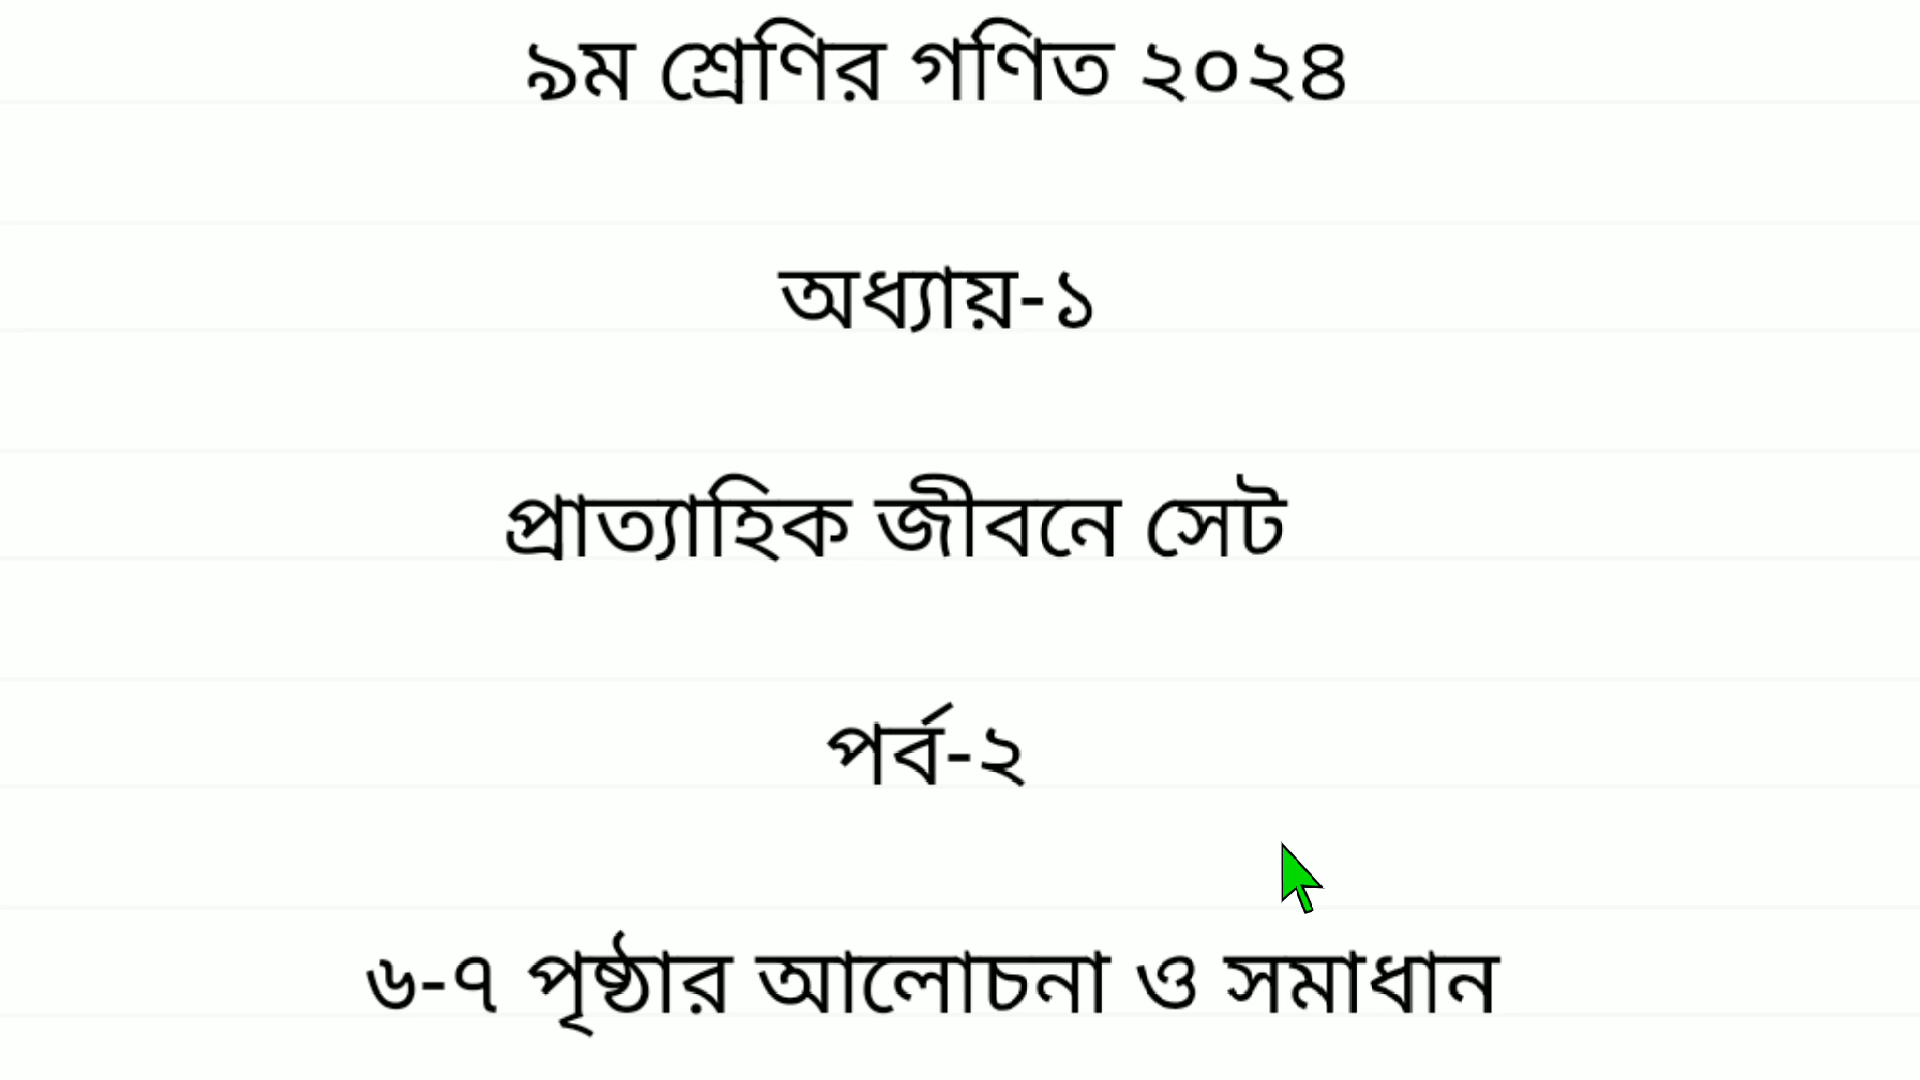 ৯ম শ্রেণির গণিত ২০২৪
অধ্যায়-১
প্রাত্যাহিক জীবনে সেট
পর্ব-২
৬-৭ পৃষ্ঠার আলোচনা ও সমাধান